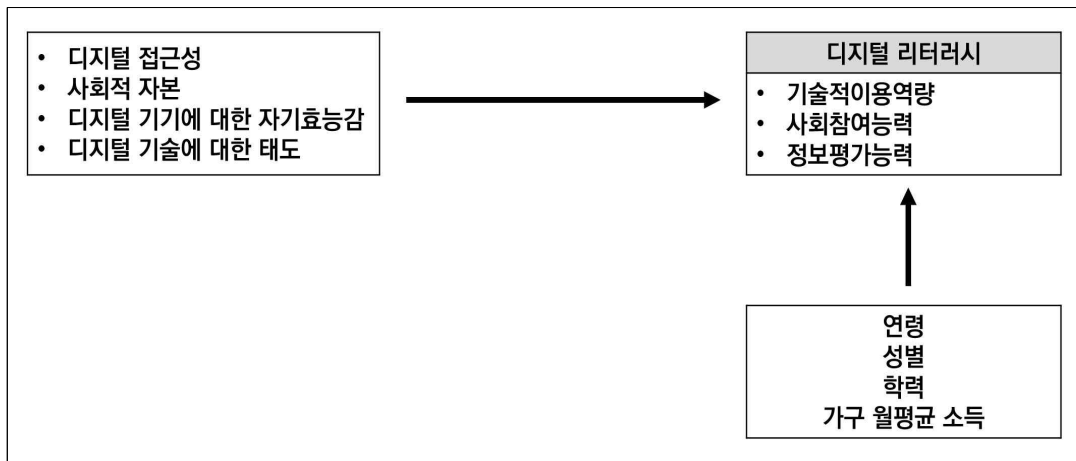 • 디지털 접근성
• 사회적 자본
• 디지털 기기에 대한 자기효능감
• 디지털 기술에 대한 태도
디지털 리터러시
• 기술적이용역량
• 사회참여능력
• 정보평가능력
연령
성별
학력
가구 월평균 소득